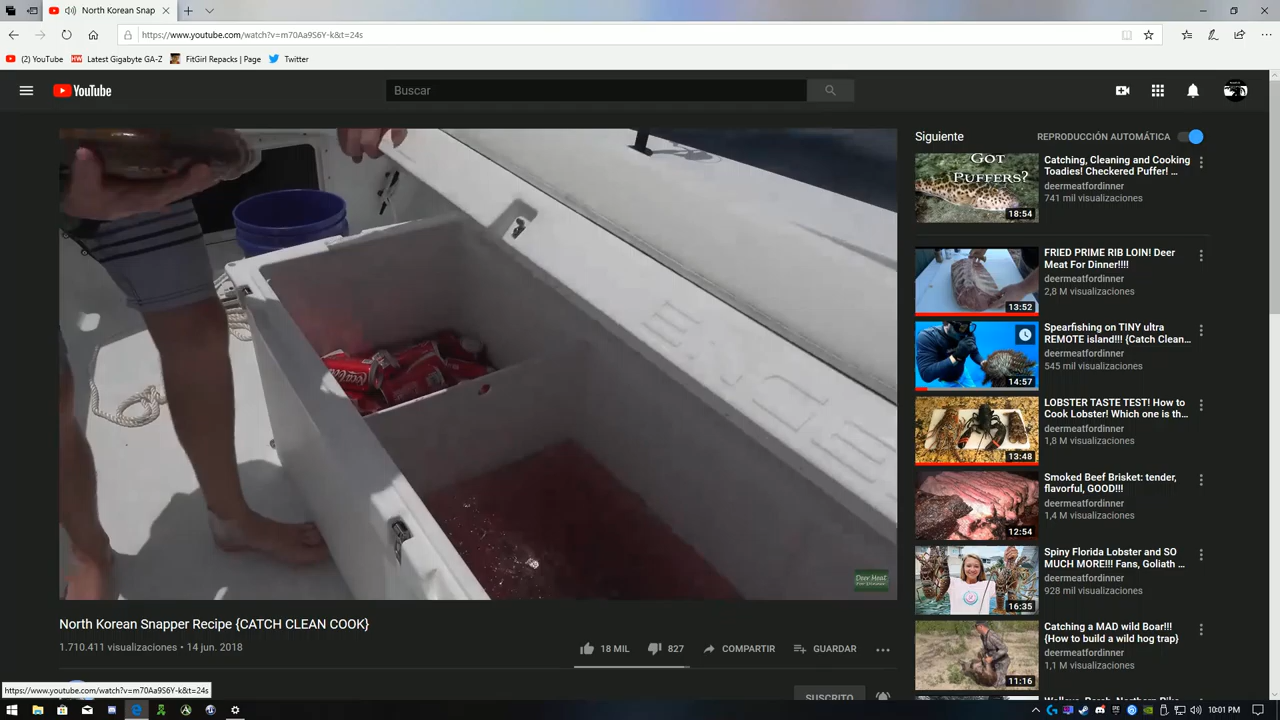 North Korean Snap
https://www.youtube.com/watch?v=m70Aa9S6Y-k&t=24s
(2) YouTube
HW Latest Gigabyte GA-Z
FitGirl Repacks | Page
Twitter
YouTube
Buscar
Coca-Cola
Deer Meat
For Dinner
North Korean Snapper Recipe {CATCH CLEAN COOK}
1.710.411 visualizaciones • 14 jun. 2018
18 MIL
827
COMPARTIR
GUARDAR
SUSCRITO
Siguiente
REPRODUCCIÓN AUTOMÁTICA
GOT
PUFFERS?
18:54
Catching, Cleaning and Cooking
Toadies! Checkered Puffer! ...
deermeatfordinner
741 mil visualizaciones
13:52
FRIED PRIME RIB LOIN! Deer
Meat For Dinner!!!!
deermeatfordinner
2,8 M visualizaciones
14:57
Spearfishing on TINY ultra
REMOTE island!!! {Catch Clean...
deermeatfordinner
545 mil visualizaciones
13:48
LOBSTER TASTE TEST! How to
Cook Lobster! Which one is th...
deermeatfordinner
1,8 M visualizaciones
12:54
Smoked Beef Brisket: tender,
flavorful, GOOD!!!
deermeatfordinner
1,4 M visualizaciones
16:35
Spiny Florida Lobster and SO
MUCH MORE!!! Fans, Goliath ...
deermeatfordinner
928 mil visualizaciones
11:16
Catching a MAD wild Boar!!!
{How to build a wild hog trap}
deermeatfordinner
1,1 M visualizaciones
https://www.youtube.com/watch?v=m70Aa9S6Y-k&t=24s
10:01 PM